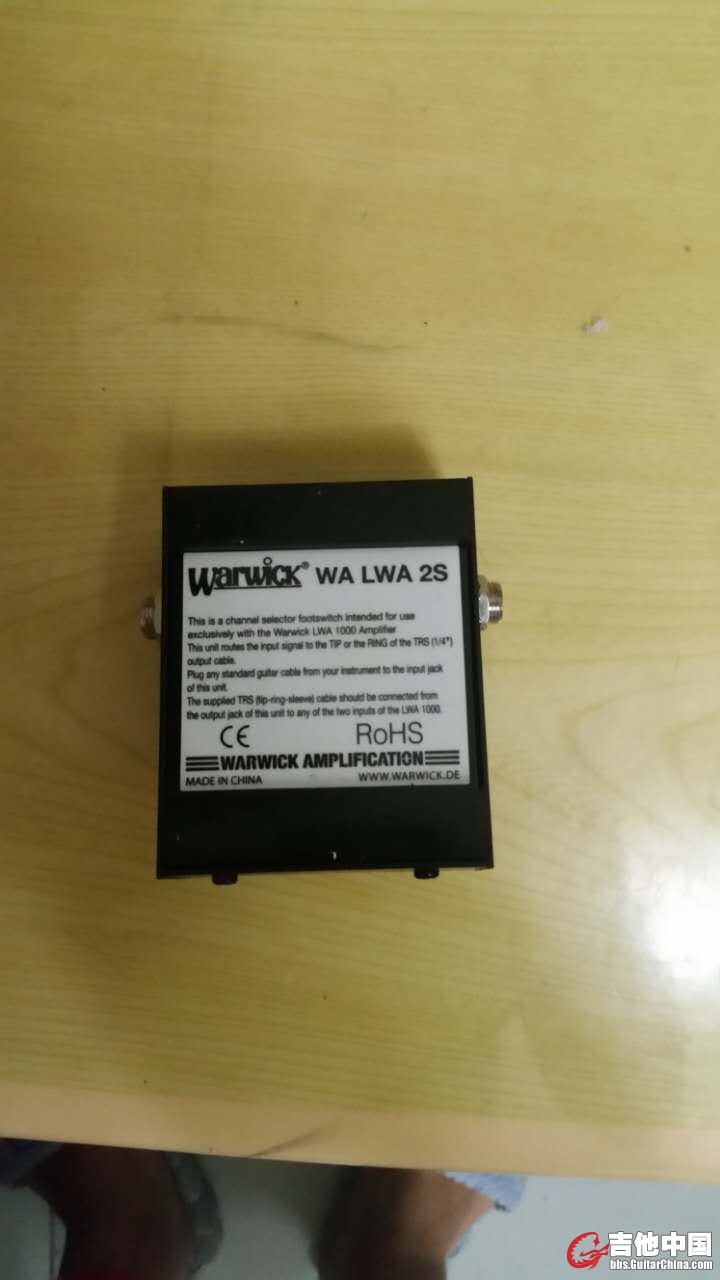 Warwick® WA LWA 2S
This is a channel selector footswitch intended for use
exclusively with the Warwick LWA 1000 Amplifier
This unit routes the input signal to the TIP or the RING of the TRS (1/4")
output cable.
Plug any standard guitar cable from your instrument to the input jack
of this unit.
The supplied TRS (tip-ring-sleeve) cable should be connected from
the output jack of this unit to any of the two inputs of the LWA 1000.
CE RoHS
WARWICK AMPLIFICATION
MADE IN CHINA WWW.WARWICK.DE
吉他中国
bbs.GuitarChina.com